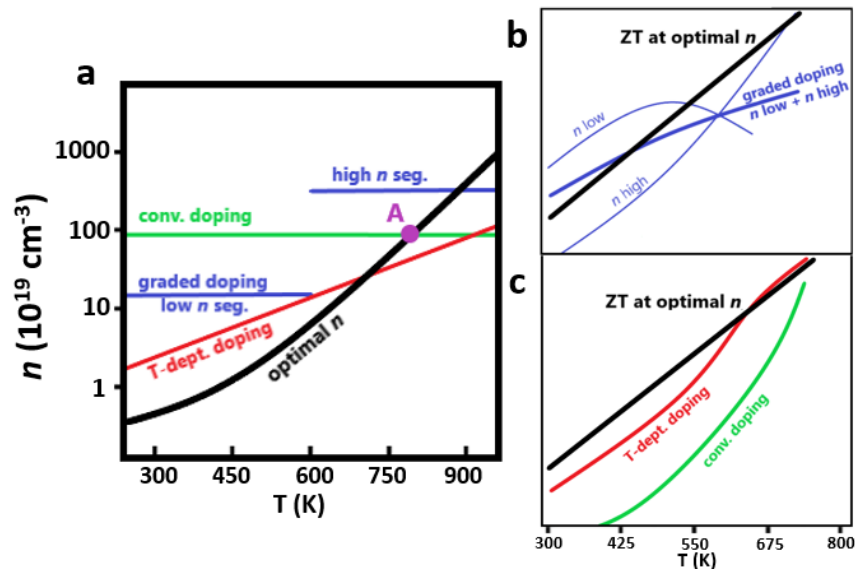 a
n (10¹⁹ cm⁻³)
1000
100
10
1
high n seg.
conv. doping
A
graded doping
low n seg.
T-dept. doping
optimal n
300 450 600 750 900
T (K)
b
ZT at optimal n
n low
graded doping
n low + n high
n high
c
ZT at optimal n
T-dept. doping
conv. doping
300 425 550 675 800
T (K)